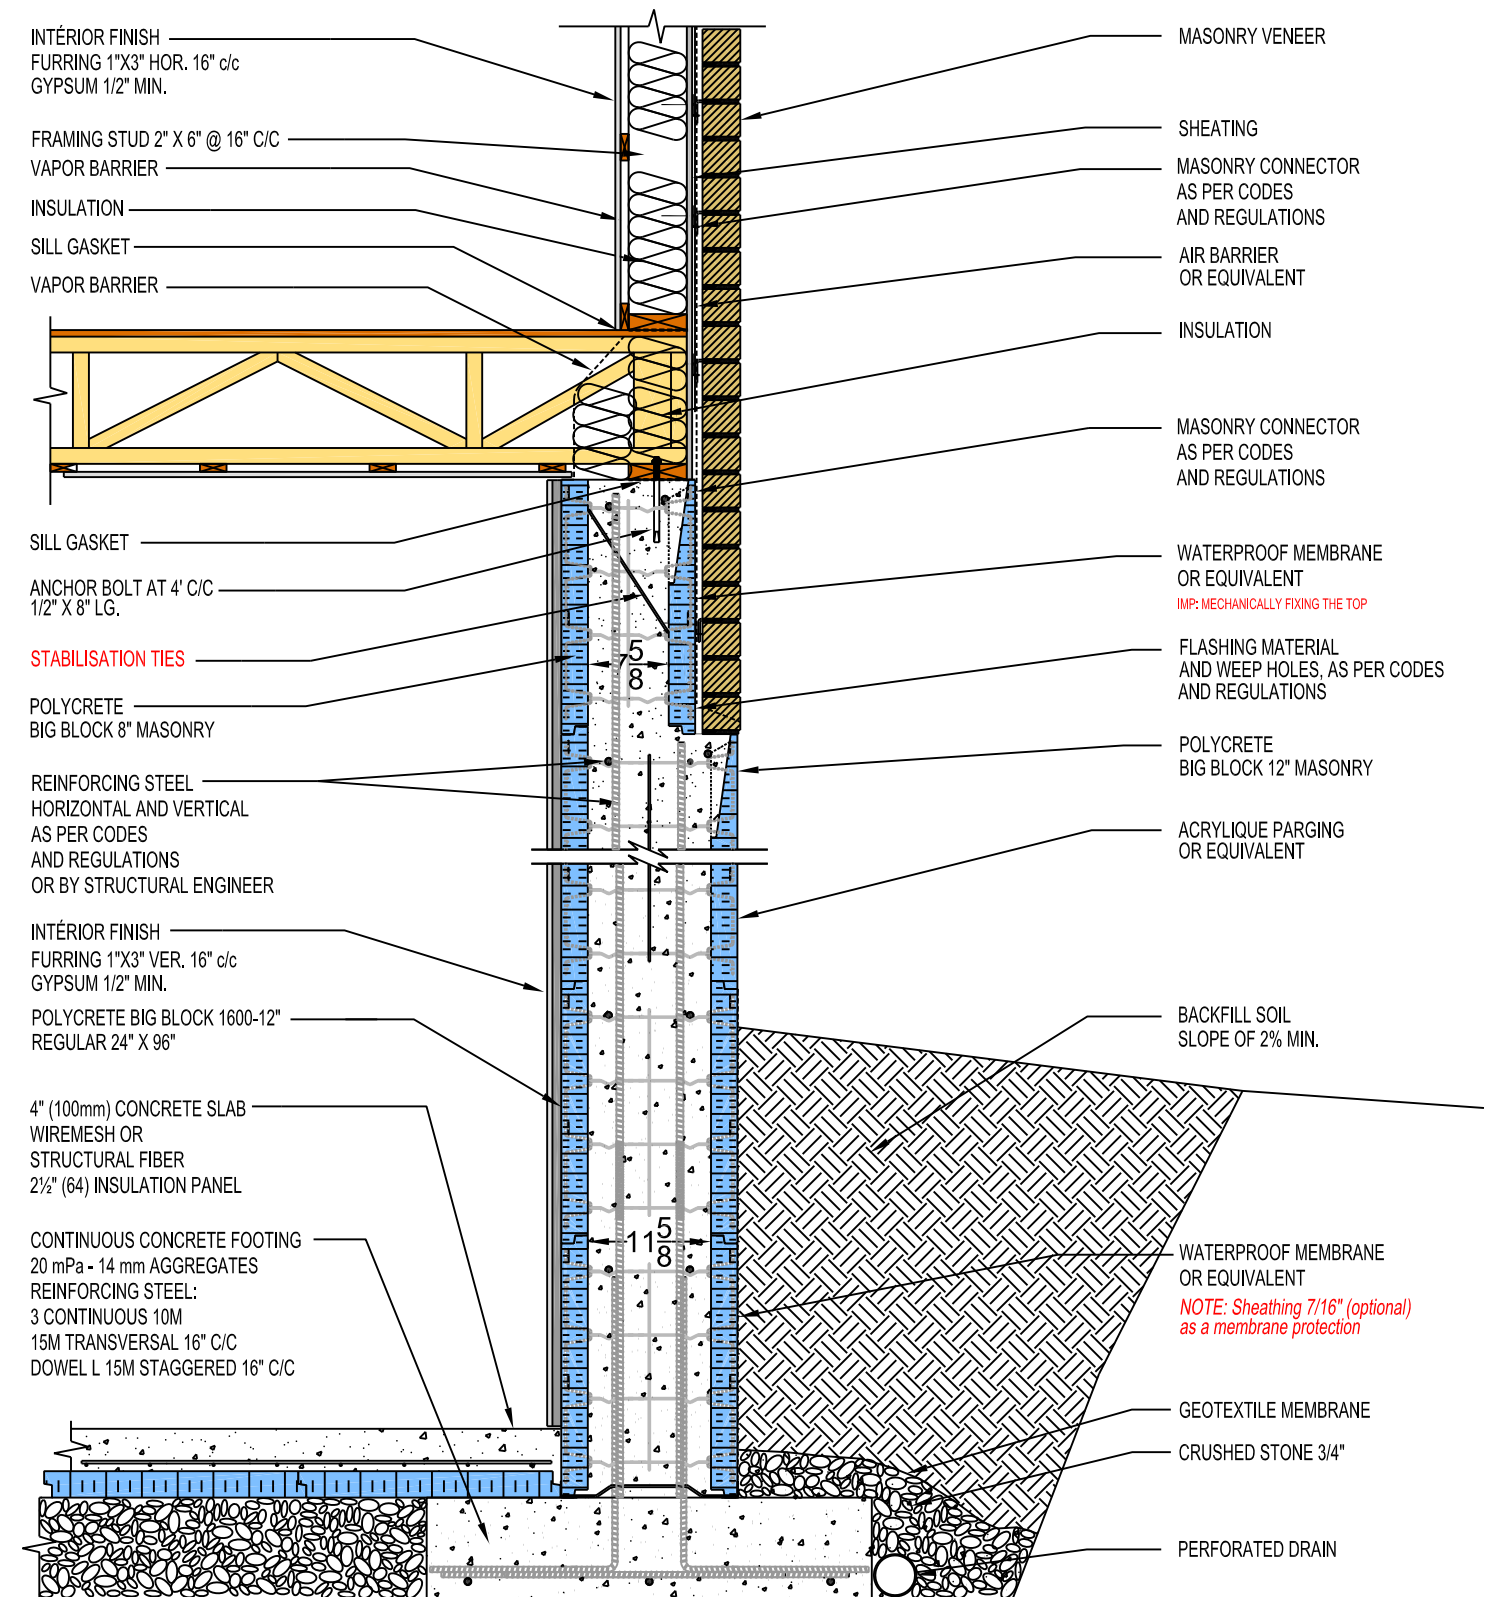 INTÉRIOR FINISH
FURRING 1"X3" HOR. 16" c/c
GYPSUM 1/2" MIN.
FRAMING STUD 2" X 6" @ 16" C/C
VAPOR BARRIER
INSULATION
SILL GASKET
VAPOR BARRIER
SILL GASKET
ANCHOR BOLT AT 4' C/C
1/2" X 8" LG.
STABILISATION TIES
POLYCRETE
BIG BLOCK 8" MASONRY
REINFORCING STEEL
HORIZONTAL AND VERTICAL
AS PER CODES
AND REGULATIONS
OR BY STRUCTURAL ENGINEER
INTÉRIOR FINISH
FURRING 1"X3" VER. 16" c/c
GYPSUM 1/2" MIN.
POLYCRETE BIG BLOCK 1600-12"
REGULAR 24" X 96"
4" (100mm) CONCRETE SLAB
WIREMESH OR
STRUCTURAL FIBER
2½" (64) INSULATION PANEL
CONTINUOUS CONCRETE FOOTING
20 mPa - 14 mm AGGREGATES
REINFORCING STEEL:
3 CONTINUOUS 10M
15M TRANSVERSAL 16" C/C
DOWEL L 15M STAGGERED 16" C/C
7 5/8
11 5/8
MASONRY VENEER
SHEATING
MASONRY CONNECTOR
AS PER CODES
AND REGULATIONS
AIR BARRIER
OR EQUIVALENT
INSULATION
MASONRY CONNECTOR
AS PER CODES
AND REGULATIONS
WATERPROOF MEMBRANE
OR EQUIVALENT
IMP: MECHANICALLY FIXING THE TOP
FLASHING MATERIAL
AND WEEP HOLES, AS PER CODES
AND REGULATIONS
POLYCRETE
BIG BLOCK 12" MASONRY
ACRYLIQUE PARGING
OR EQUIVALENT
BACKFILL SOIL
SLOPE OF 2% MIN.
WATERPROOF MEMBRANE
OR EQUIVALENT
NOTE: Sheathing 7/16" (optional)
as a membrane protection
GEOTEXTILE MEMBRANE
CRUSHED STONE 3/4"
PERFORATED DRAIN